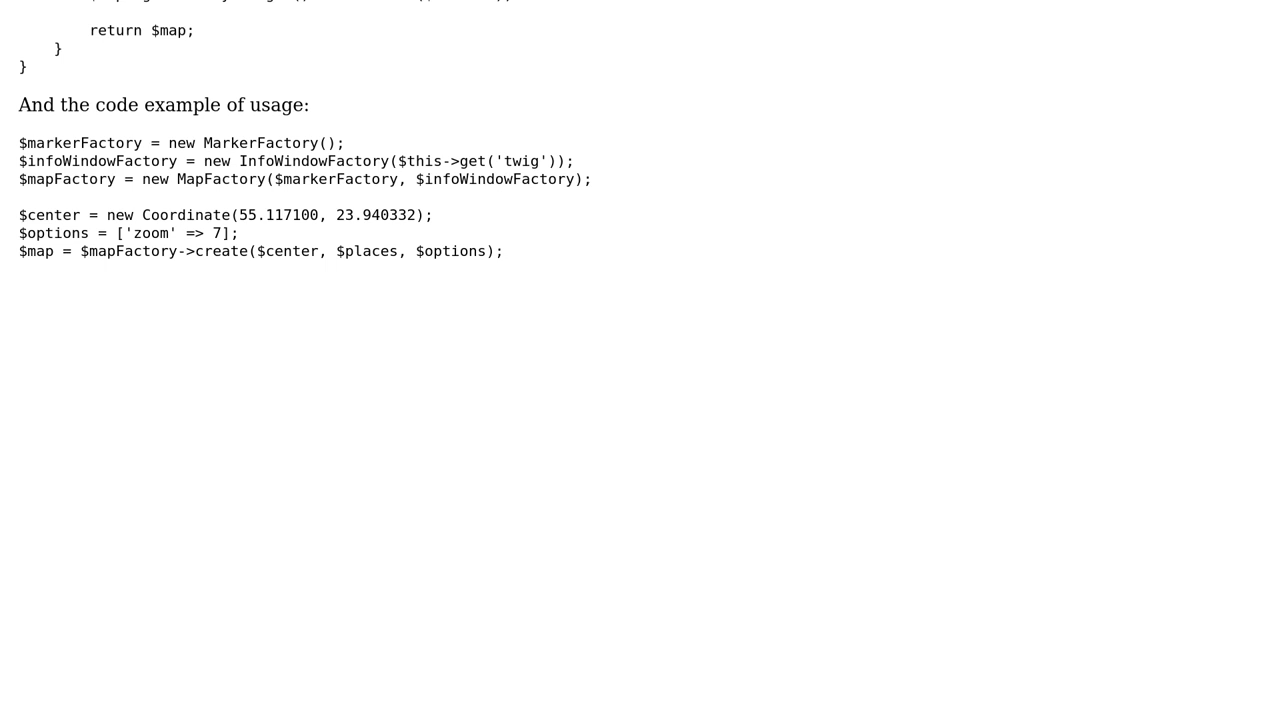 return $map;
}
}
And the code example of usage:
$markerFactory = new MarkerFactory();
$infoWindowFactory = new InfoWindowFactory($this->get('twig'));
$mapFactory = new MapFactory($markerFactory, $infoWindowFactory);
$center = new Coordinate(55.117100, 23.940332);
$options = ['zoom' => 7];
$map = $mapFactory->create($center, $places, $options);